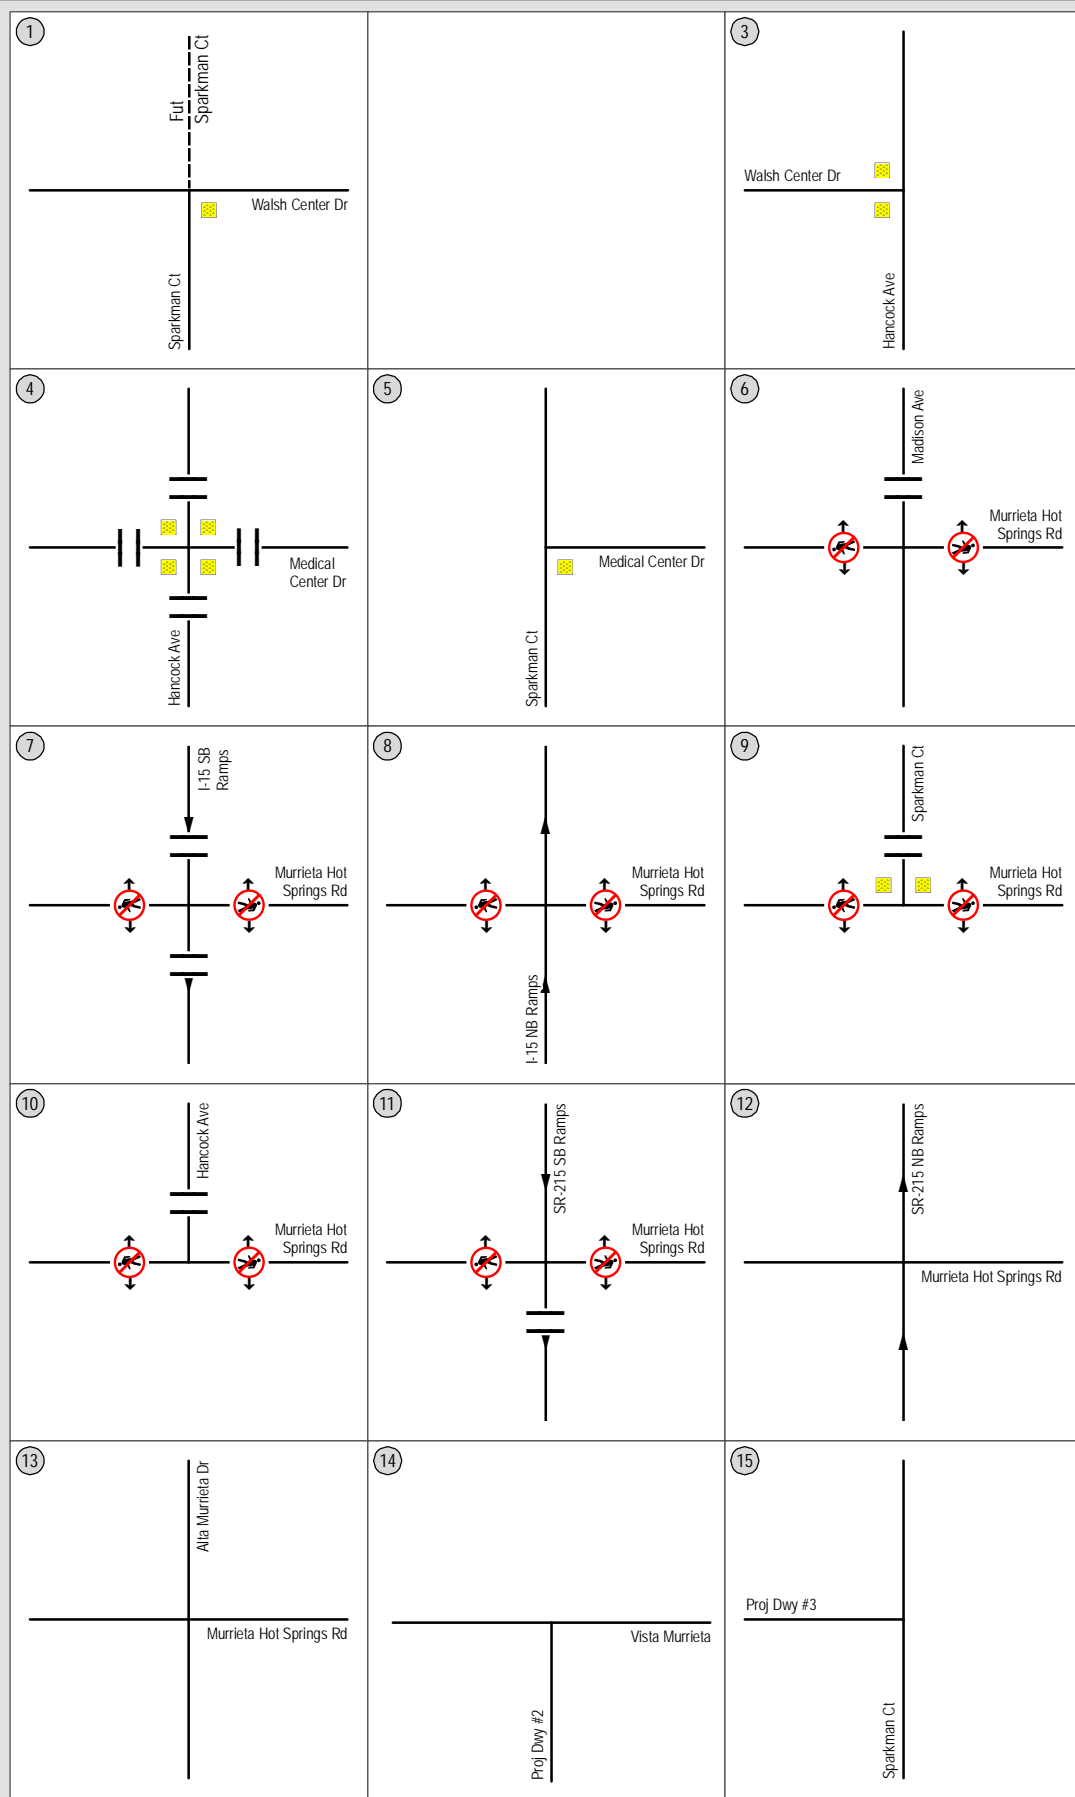 1
Fut
Sparkman Ct
Walsh Center Dr
Sparkman Ct
3
Walsh Center Dr
Hancock Ave
4
Medical
Center Dr
Hancock Ave
5
Medical Center Dr
Sparkman Ct
6
Madison Ave
Murrieta Hot
Springs Rd
7
I-15 SB
Ramps
Murrieta Hot
Springs Rd
8
Murrieta Hot
Springs Rd
I-15 NB Ramps
9
Sparkman Ct
Murrieta Hot
Springs Rd
10
Hancock Ave
Murrieta Hot
Springs Rd
11
SR-215 SB Ramps
Murrieta Hot
Springs Rd
12
SR-215 NB Ramps
Murrieta Hot Springs Rd
13
Alta Murrieta Dr
Murrieta Hot Springs Rd
14
Vista Murrieta
Proj Dwy #2
15
Proj Dwy #3
Sparkman Ct